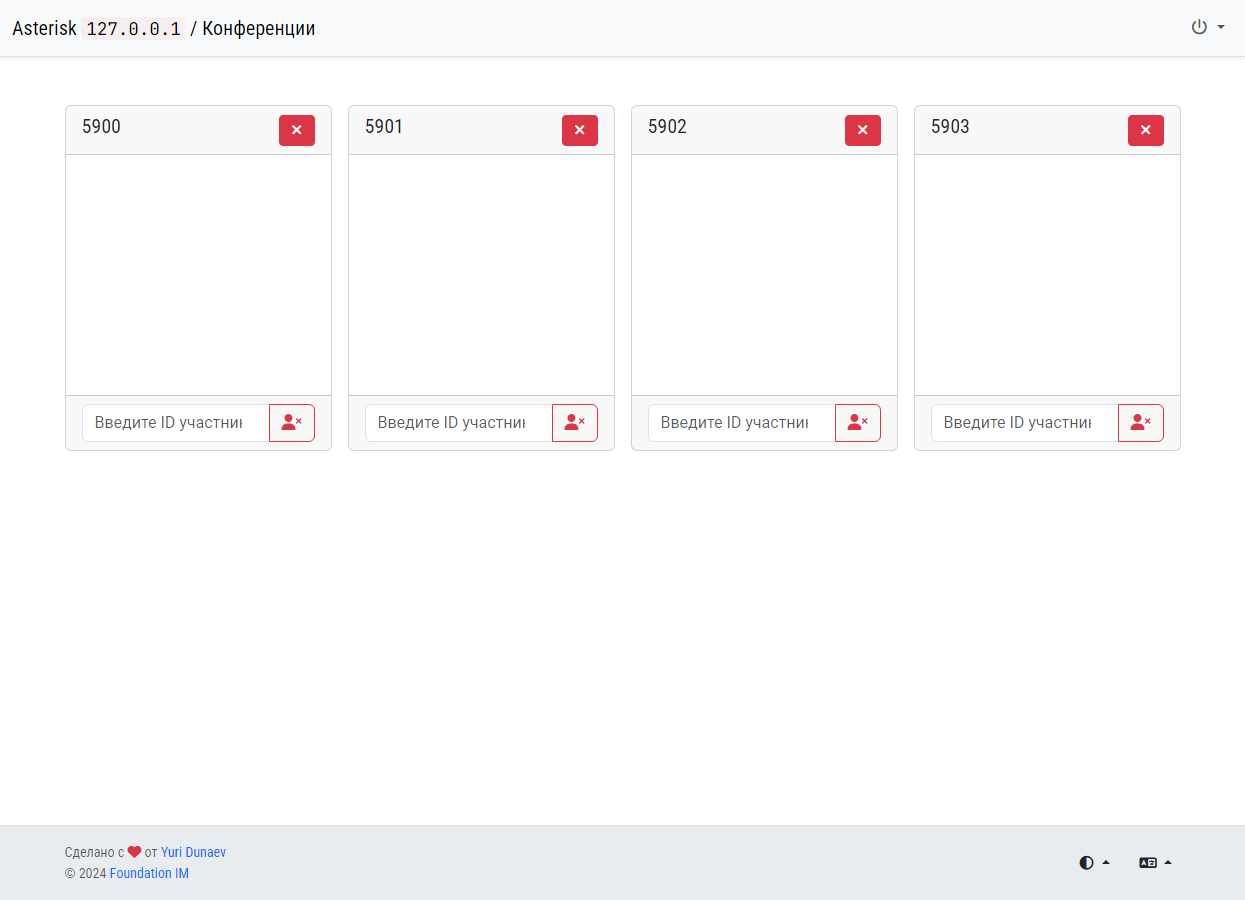 Asterisk 127.0.0.1 / Конференции
5900
5901
5902
5903
Введите ID участни
Введите ID участни
Введите ID участни
Введите ID участни
Сделано с от Yuri Dunaev
© 2024 Foundation IM